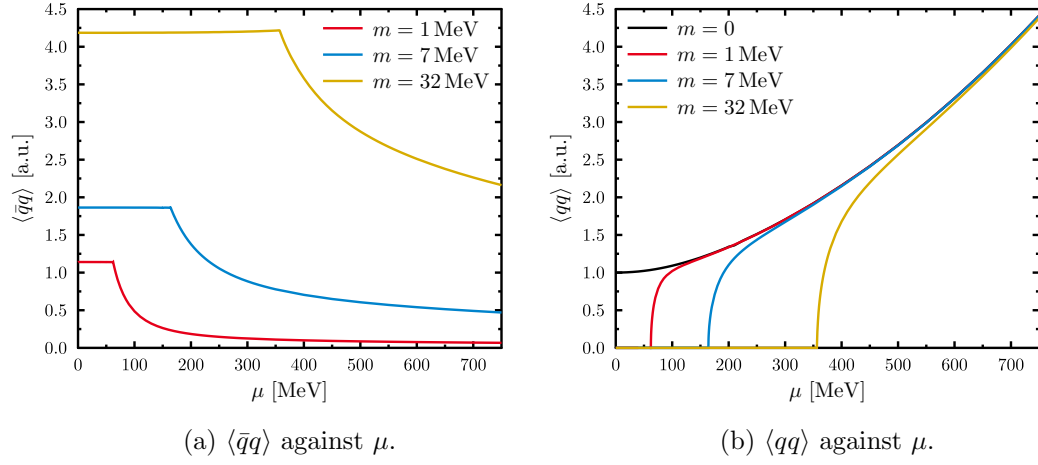 4.5
4.0
3.5
3.0
2.5
2.0
1.5
1.0
0.5
0.0
⟨q̄q⟩ [a.u.]
m = 1 MeV
m = 7 MeV
m = 32 MeV
0 100 200 300 400 500 600 700
μ [MeV]
(a) ⟨q̄q⟩ against μ.
4.5
4.0
3.5
3.0
2.5
2.0
1.5
1.0
0.5
0.0
⟨qq⟩ [a.u.]
m = 0
m = 1 MeV
m = 7 MeV
m = 32 MeV
0 100 200 300 400 500 600 700
μ [MeV]
(b) ⟨qq⟩ against μ.